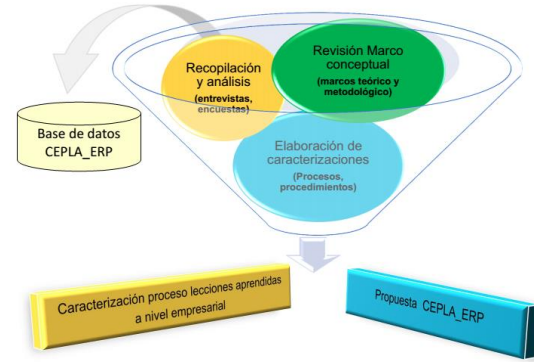 Recopilación
y análisis
(entrevistas,
encuestas)
Revisión Marco
conceptual
(marcos teórico y
metodológico)
Base de datos
CEPLA_ERP
Elaboración de
caracterizaciones
(Procesos,
procedimientos)
Caracterización proceso lecciones aprendidas
a nivel empresarial
Propuesta CEPLA_ERP